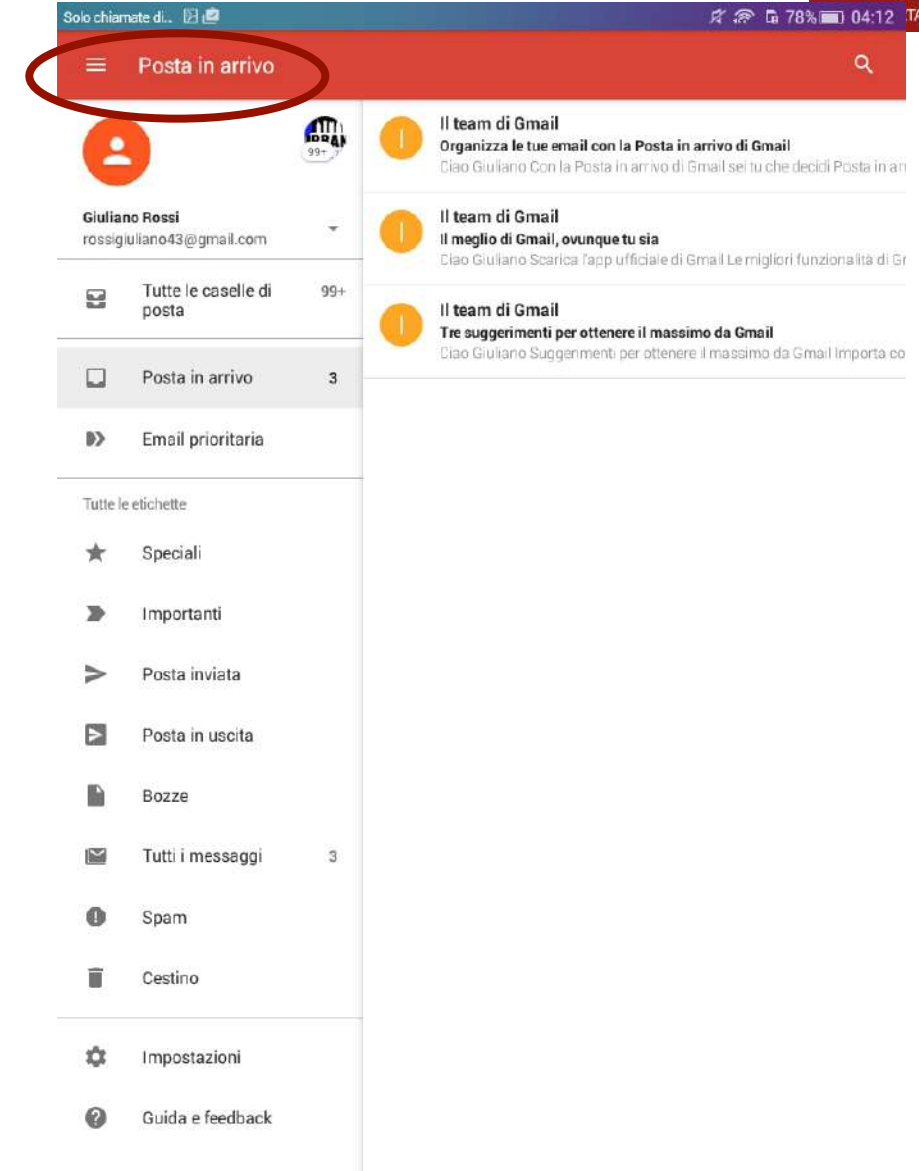 Solo chiamate di..
78%
04:12
TA
Posta in arrivo
99+
Giuliano Rossi
rossigiuliano43@gmail.com
Tutte le caselle di
posta
99+
Posta in arrivo
3
Email prioritaria
Tutte le etichette
Speciali
Importanti
Posta inviata
Posta in uscita
Bozze
Tutti i messaggi
3
Spam
Cestino
Impostazioni
Guida e feedback
I
Il team di Gmail
Organizza le tue email con la Posta in arrivo di Gmail
Ciao Giuliano Con la Posta in arrivo di Gmail sei tu che decidi Posta in arr
I
Il team di Gmail
Il meglio di Gmail, ovunque tu sia
Ciao Giuliano Scarica l'app ufficiale di Gmail Le migliori funzionalità di Gr
I
Il team di Gmail
Tre suggerimenti per ottenere il massimo da Gmail
Ciao Giuliano Suggerimenti per ottenere il massimo da Gmail Importa co